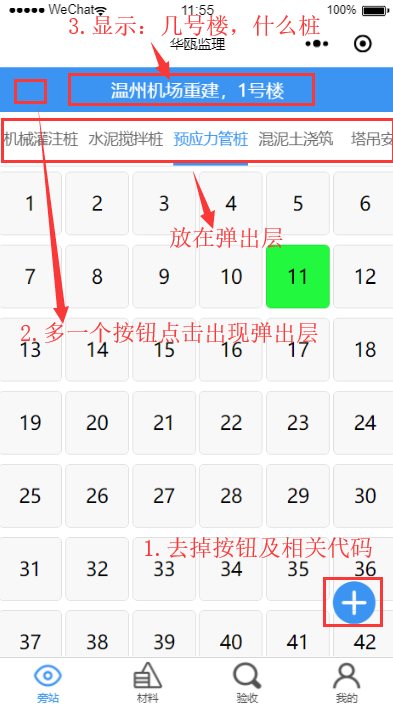 3.显示：几号楼，什么桩
WeChat 11:55 100%
华瓯监理
温州机场重建，1号楼
机械灌注桩 水泥搅拌桩 预应力管桩 混泥土浇筑 塔吊安
1 2 3 4 5 6
放在弹出层
7 8 9 10 11 12
2.多一个按钮点击出现弹出层
13 14 15 16 17 18
19 20 21 22 23 24
25 26 27 28 29 30
1.去掉按钮及相关代码
31 32 33 34 35 36
37 38 39 40 41 42
旁站 材料 验收 我的